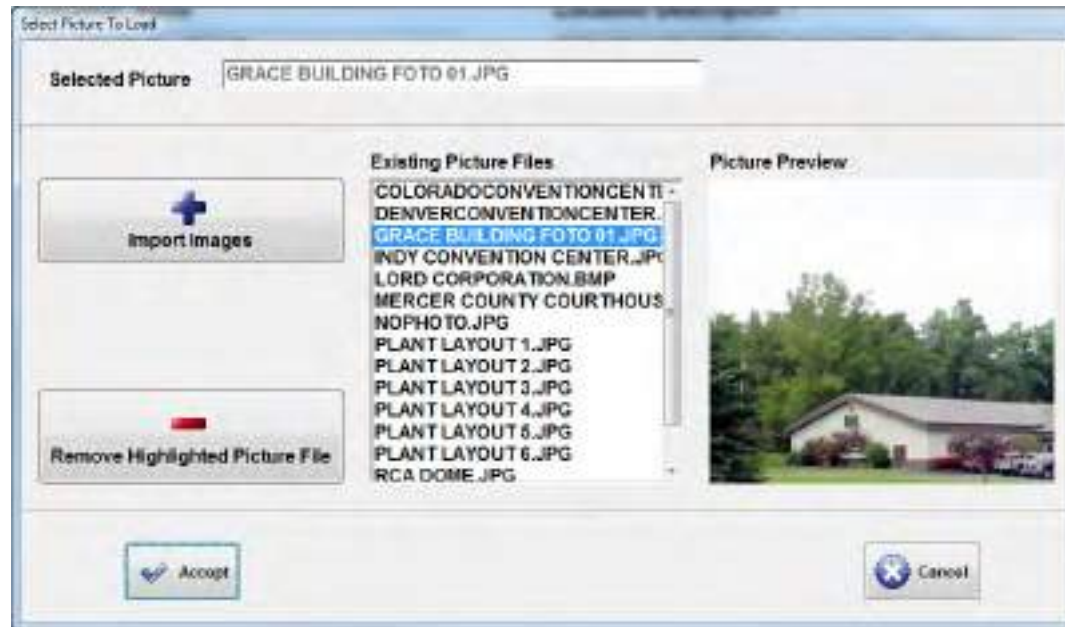 Select Picture To Load
Selected Picture
GRACE BUILDING FOTO 01.JPG
Existing Picture Files
Picture Preview
Import Images
COLORADOCONVENTIONCENTE
DENVERCONVENTIONCENTER.
GRACE BUILDING FOTO 01.JPG
INDY CONVENTION CENTER.JPG
LORD CORPORATION.BMP
MERCER COUNTY COURTHOUS
NOPHOTO.JPG
PLANT LAYOUT 1.JPG
PLANT LAYOUT 2.JPG
PLANT LAYOUT 3.JPG
PLANT LAYOUT 4.JPG
PLANT LAYOUT 5.JPG
PLANT LAYOUT 6.JPG
RCA DOME.JPG
Remove Highlighted Picture File
Accept
Cancel